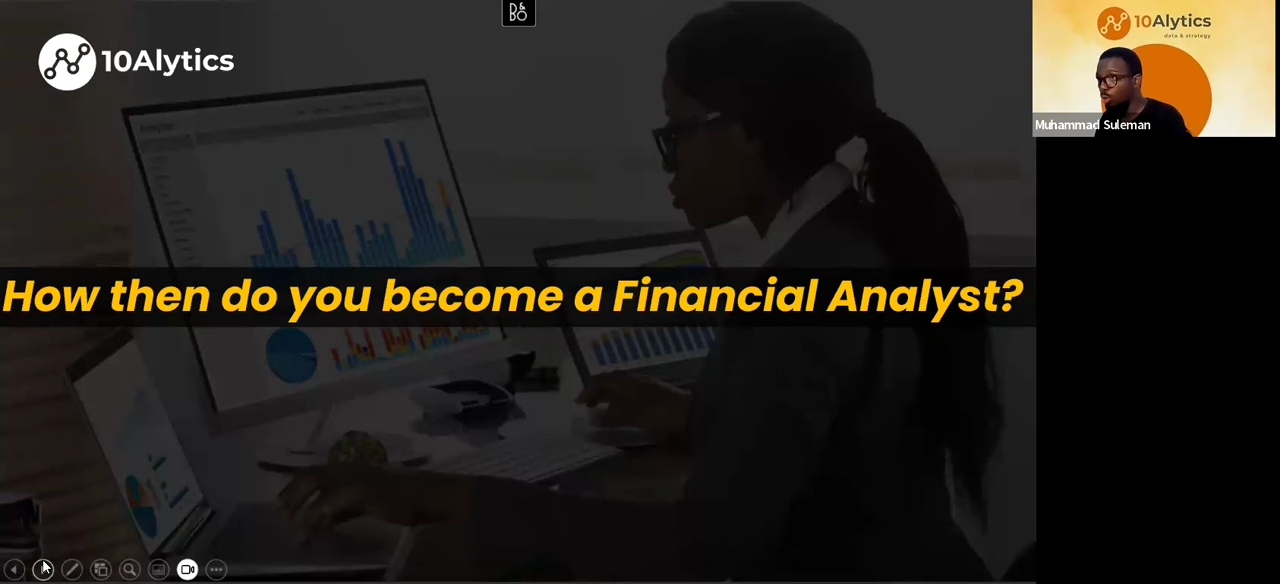 B&O
10Alytics
10Alytics
data & strategy
Muhammad Suleman
How then do you become a Financial Analyst?